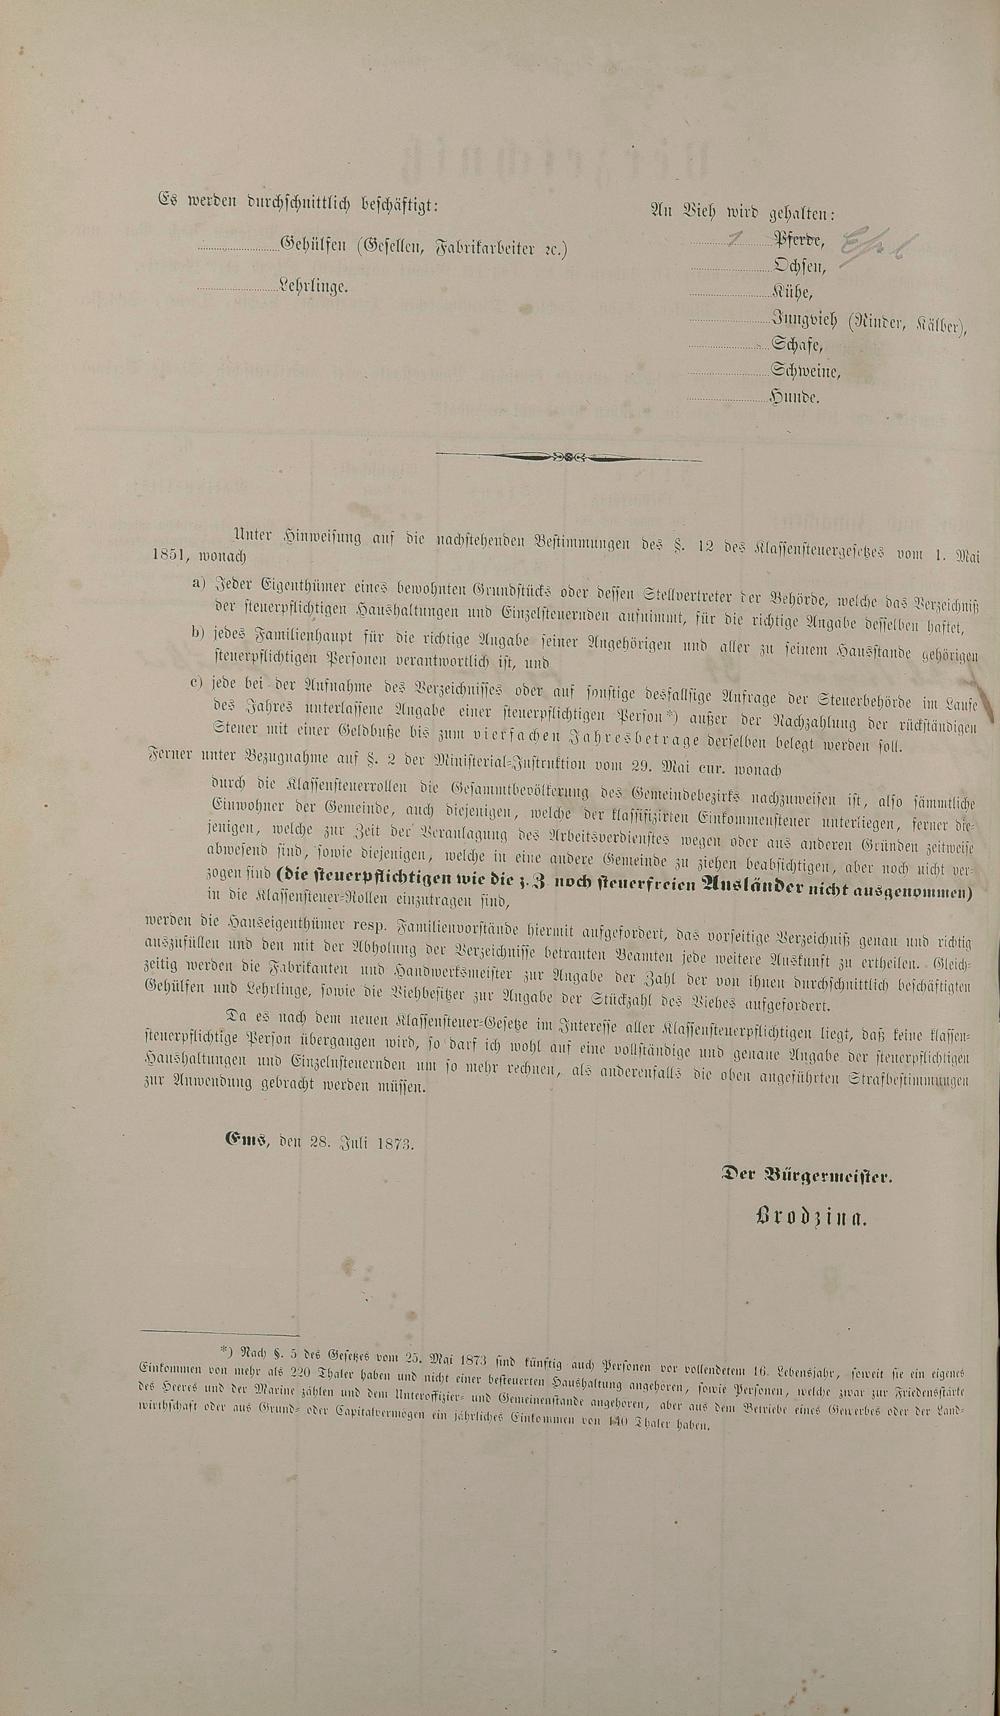 Es werden durchschnittlich beschäftigt:
Gehülfen (Gesellen, Fabrikarbeiter ꝛc.)
Lehrlinge.
An Vieh wird gehalten:
1 Pferde, Esel
Ochsen,
Kühe,
Jungvieh (Rinder, Kälber),
Schafe,
Schweine,
Hunde.
Unter Hinweisung auf die nachstehenden Bestimmungen des §. 12 des Klassensteuergesetzes vom 1. Mai
1851, wonach
a) Jeder Eigenthümer eines bewohnten Grundstücks oder dessen Stellvertreter der Behörde, welche das Verzeichniß
der steuerpflichtigen Haushaltungen und Einzelsteuernden aufnimmt, für die richtige Angabe desselben haftet,
b) jedes Familienhaupt für die richtige Angabe seiner Angehörigen und aller zu seinem Hausstande gehörigen
steuerpflichtigen Personen verantwortlich ist, und
c) jede bei der Aufnahme des Verzeichnisses oder auf sonstige desfallsige Anfrage der Steuerbehörde im Laufe
des Jahres unterlassene Angabe einer steuerpflichtigen Person*) außer der Nachzahlung der rückständigen
Steuer mit einer Geldbuße bis zum vierfachen Jahresbetrage derselben belegt werden soll.
Ferner unter Bezugnahme auf §. 2 der Ministerial-Instruktion vom 29. Mai cur. wonach
durch die Klassensteuerrollen die Gesammtbevölkerung des Gemeindebezirks nachzuweisen ist, also sämmtliche
Einwohner der Gemeinde, auch diejenigen, welche der klassifizirten Einkommensteuer unterliegen, ferner die-
jenigen, welche zur Zeit der Veranlagung des Arbeitsverdienstes wegen oder aus anderen Gründen zeitweise
abwesend sind, sowie diejenigen, welche in eine andere Gemeinde zu ziehen beabsichtigen, aber noch nicht ver-
zogen sind (die steuerpflichtigen wie die z. Z noch steuerfreien Ausländer nicht ausgenommen)
in die Klassensteuer-Rollen einzutragen sind,
werden die Hauseigenthümer resp. Familienvorstände hiermit aufgefordert, das vorseitige Verzeichniß genau und richtig
auszufüllen und den mit der Abholung der Verzeichnisse betrauten Beamten jede weitere Auskunft zu ertheilen. Gleich-
zeitig werden die Fabrikanten und Handwerksmeister zur Angabe der Zahl der von ihnen durchschnittlich beschäftigten
Gehülfen und Lehrlinge, sowie die Viehbesitzer zur Angabe der Stückzahl des Viehes aufgefordert.
Da es nach dem neuen Klassensteuer-Gesetze im Interesse aller Klassensteuerpflichtigen liegt, daß keine klassen-
steuerpflichtige Person übergangen wird, so darf ich wohl auf eine vollständige und genaue Angabe der steuerpflichtigen
Haushaltungen und Einzelnsteuernden um so mehr rechnen, als anderenfalls die oben angeführten Strafbestimmungen
zur Anwendung gebracht werden müssen.
Ems, den 28. Juli 1873.
Der Bürgermeister.
Brodzina.
*) Nach §. 5 des Gesetzes vom 25. Mai 1873 sind künftig auch Personen vor vollendetem 16. Lebensjahr, soweit sie ein eigenes
Einkommen von mehr als 220 Thaler haben und nicht einer besteuerten Haushaltung angehören, sowie Personen, welche zwar zur Friedensstärke
des Heeres und der Marine zählen und dem Unteroffizier- und Gemeinenstande angehören, aber aus dem Betriebe eines Gewerbes oder der Land-
wirthschaft oder aus Grund- oder Capitalvermögen ein jährliches Einkommen von 140 Thaler haben.